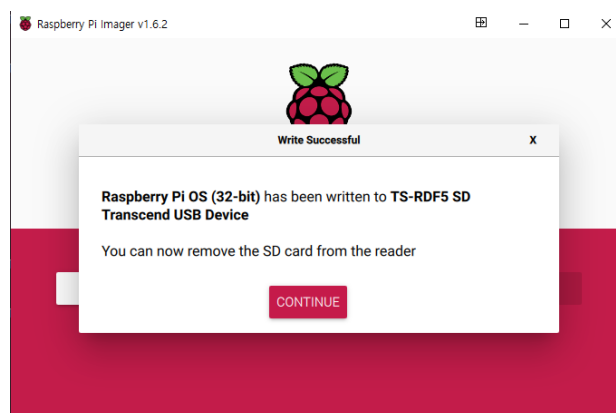 Raspberry Pi Imager v1.6.2
Write Successful
X
Raspberry Pi OS (32-bit) has been written to TS-RDF5 SD
Transcend USB Device
You can now remove the SD card from the reader
CONTINUE